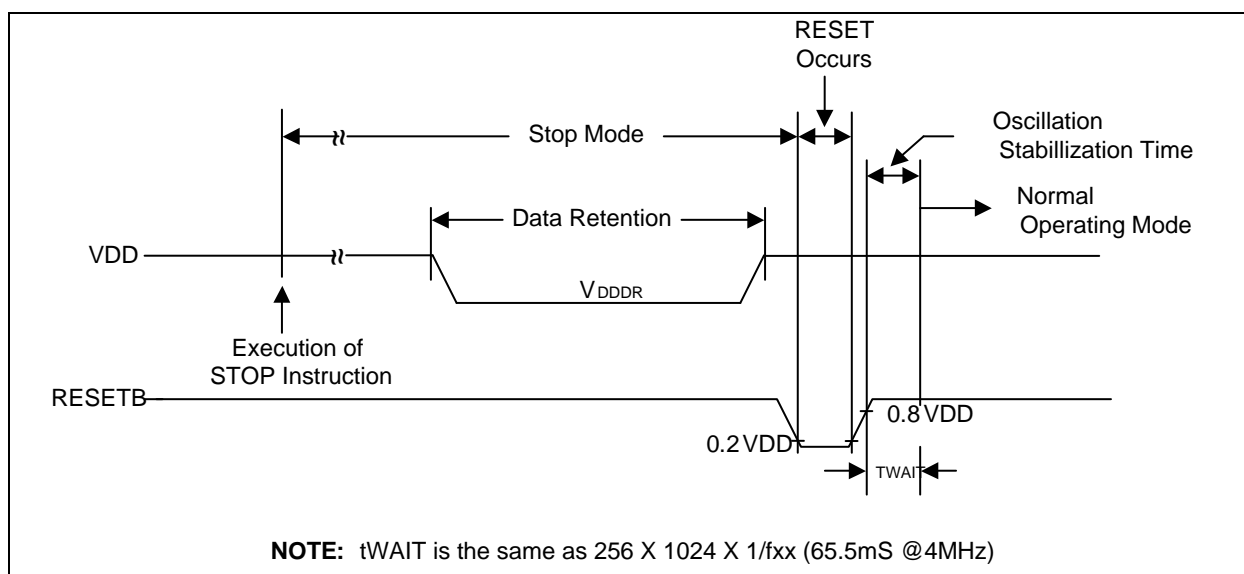 RESET
Occurs
Stop Mode
Oscillation
Stabillization Time
Data Retention
Normal
Operating Mode
VDD
VDDDR
Execution of
STOP Instruction
RESETB
0.2 VDD
0.8 VDD
TWAIT
NOTE: tWAIT is the same as 256 X 1024 X 1/fxx (65.5mS @4MHz)